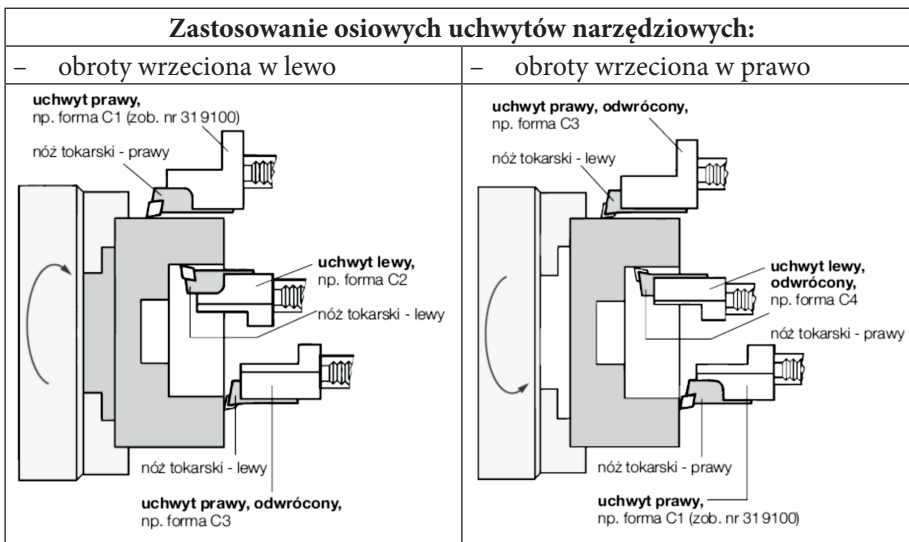 Zastosowanie osiowych uchwytów narzędziowych:
– obroty wrzeciona w lewo
– obroty wrzeciona w prawo
uchwyt prawy,
np. forma C1 (zob. nr 31 9100)
nóż tokarski - prawy
uchwyt lewy,
np. forma C2
nóż tokarski - lewy
nóż tokarski - lewy
uchwyt prawy, odwrócony,
np. forma C3
uchwyt prawy, odwrócony,
np. forma C3
nóż tokarski - lewy
uchwyt lewy,
odwrócony,
np. forma C4
nóż tokarski - prawy
nóż tokarski - prawy
uchwyt prawy,
np. forma C1 (zob. nr 31 9100)